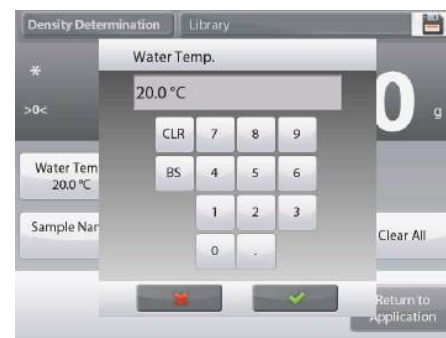 Density Determination Library
Water Temp.
20.0 °C
*
>0<
0 g
CLR 7 8 9
BS 4 5 6
1 2 3
0 .
Water Tem
20.0 °C
Sample Nar
Clear All
Return to
Application